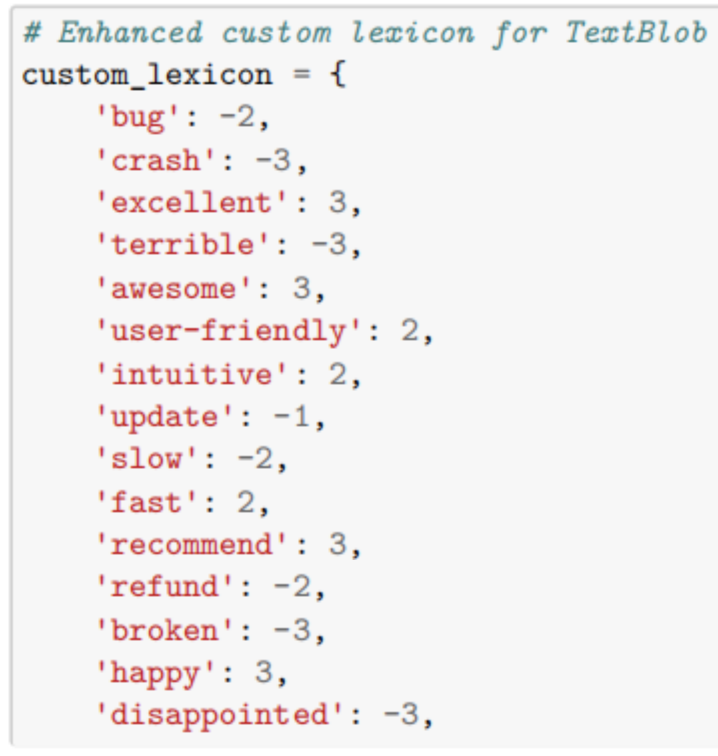 # Enhanced custom lexicon for TextBlob
custom_lexicon = {
    'bug': -2,
    'crash': -3,
    'excellent': 3,
    'terrible': -3,
    'awesome': 3,
    'user-friendly': 2,
    'intuitive': 2,
    'update': -1,
    'slow': -2,
    'fast': 2,
    'recommend': 3,
    'refund': -2,
    'broken': -3,
    'happy': 3,
    'disappointed': -3,